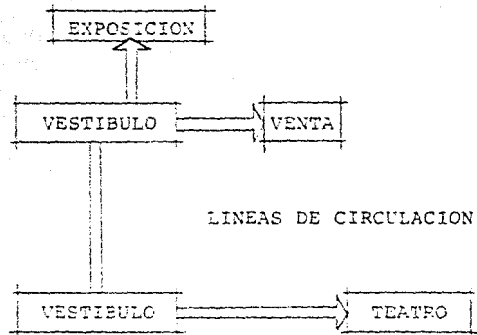 EXPOSICION
VESTIBULO VENTA
LINEAS DE CIRCULACION
VESTIBULO TEATRO